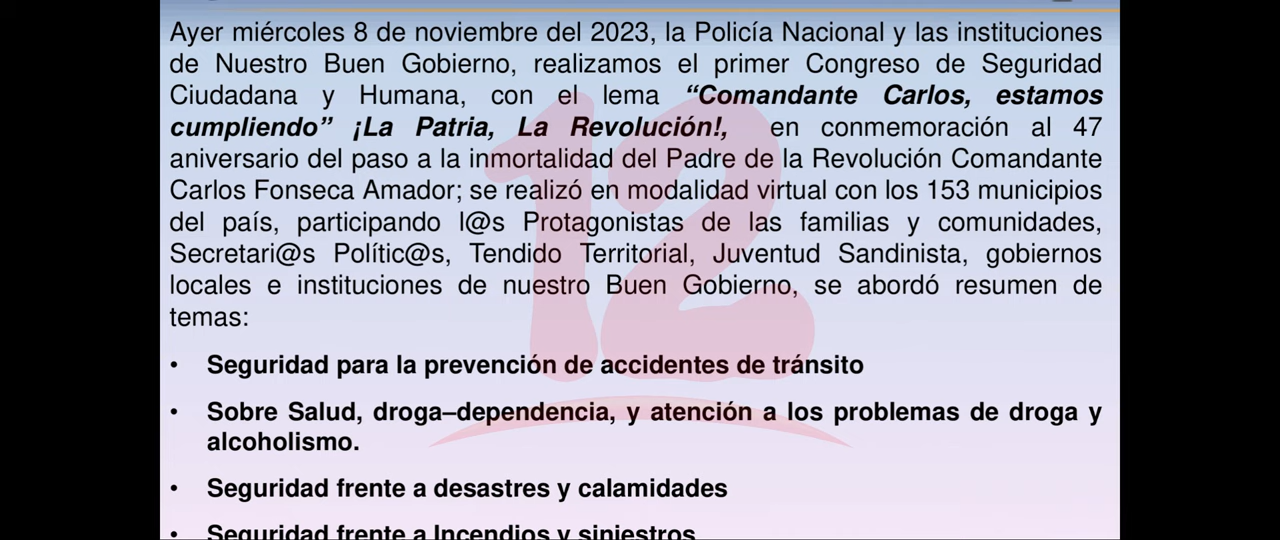 Ayer miércoles 8 de noviembre del 2023, la Policía Nacional y las instituciones
de Nuestro Buen Gobierno, realizamos el primer Congreso de Seguridad
Ciudadana y Humana, con el lema “Comandante Carlos, estamos
cumpliendo” ¡La Patria, La Revolución!, en conmemoración al 47
aniversario del paso a la inmortalidad del Padre de la Revolución Comandante
Carlos Fonseca Amador; se realizó en modalidad virtual con los 153 municipios
del país, participando l@s Protagonistas de las familias y comunidades,
Secretari@s Polític@s, Tendido Territorial, Juventud Sandinista, gobiernos
locales e instituciones de nuestro Buen Gobierno, se abordó resumen de
temas:
• Seguridad para la prevención de accidentes de tránsito
• Sobre Salud, droga–dependencia, y atención a los problemas de droga y
alcoholismo.
• Seguridad frente a desastres y calamidades
• Seguridad frente a Incendios y siniestros
12